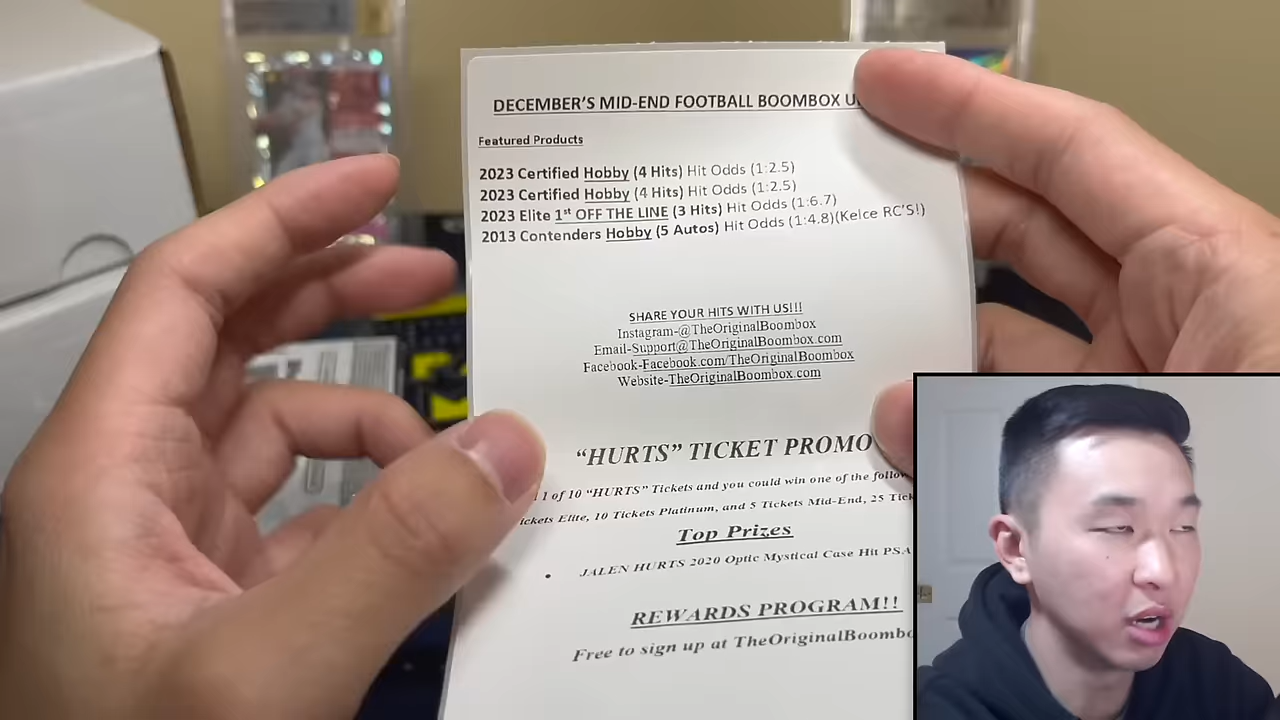 DECEMBER'S MID-END FOOTBALL BOOMBOX
Featured Products
2023 Certified Hobby (4 Hits) Hit Odds (1:2.5)
2023 Certified Hobby (4 Hits) Hit Odds (1:2.5)
2023 Elite 1st OFF THE LINE (3 Hits) Hit Odds (1:6.7)
2013 Contenders Hobby (5 Autos) Hit Odds (1:4.8)(Kelce RC'S!)
SHARE YOUR HITS WITH US!!!
Instagram-@TheOriginalBoombox
Email-Support@TheOriginalBoombox.com
Facebook-Facebook.com/TheOriginalBoombox
Website-TheOriginalBoombox.com
"HURTS" TICKET PROMO
1 of 10 "HURTS" Tickets and you could win one of the
Elite, 10 Tickets Platinum, and 5 Tickets Mid-End, 25
Top Prizes
• JALEN HURTS 2020 Optic Mystical Case Hit PSA
REWARDS PROGRAM!!
Free to sign up at